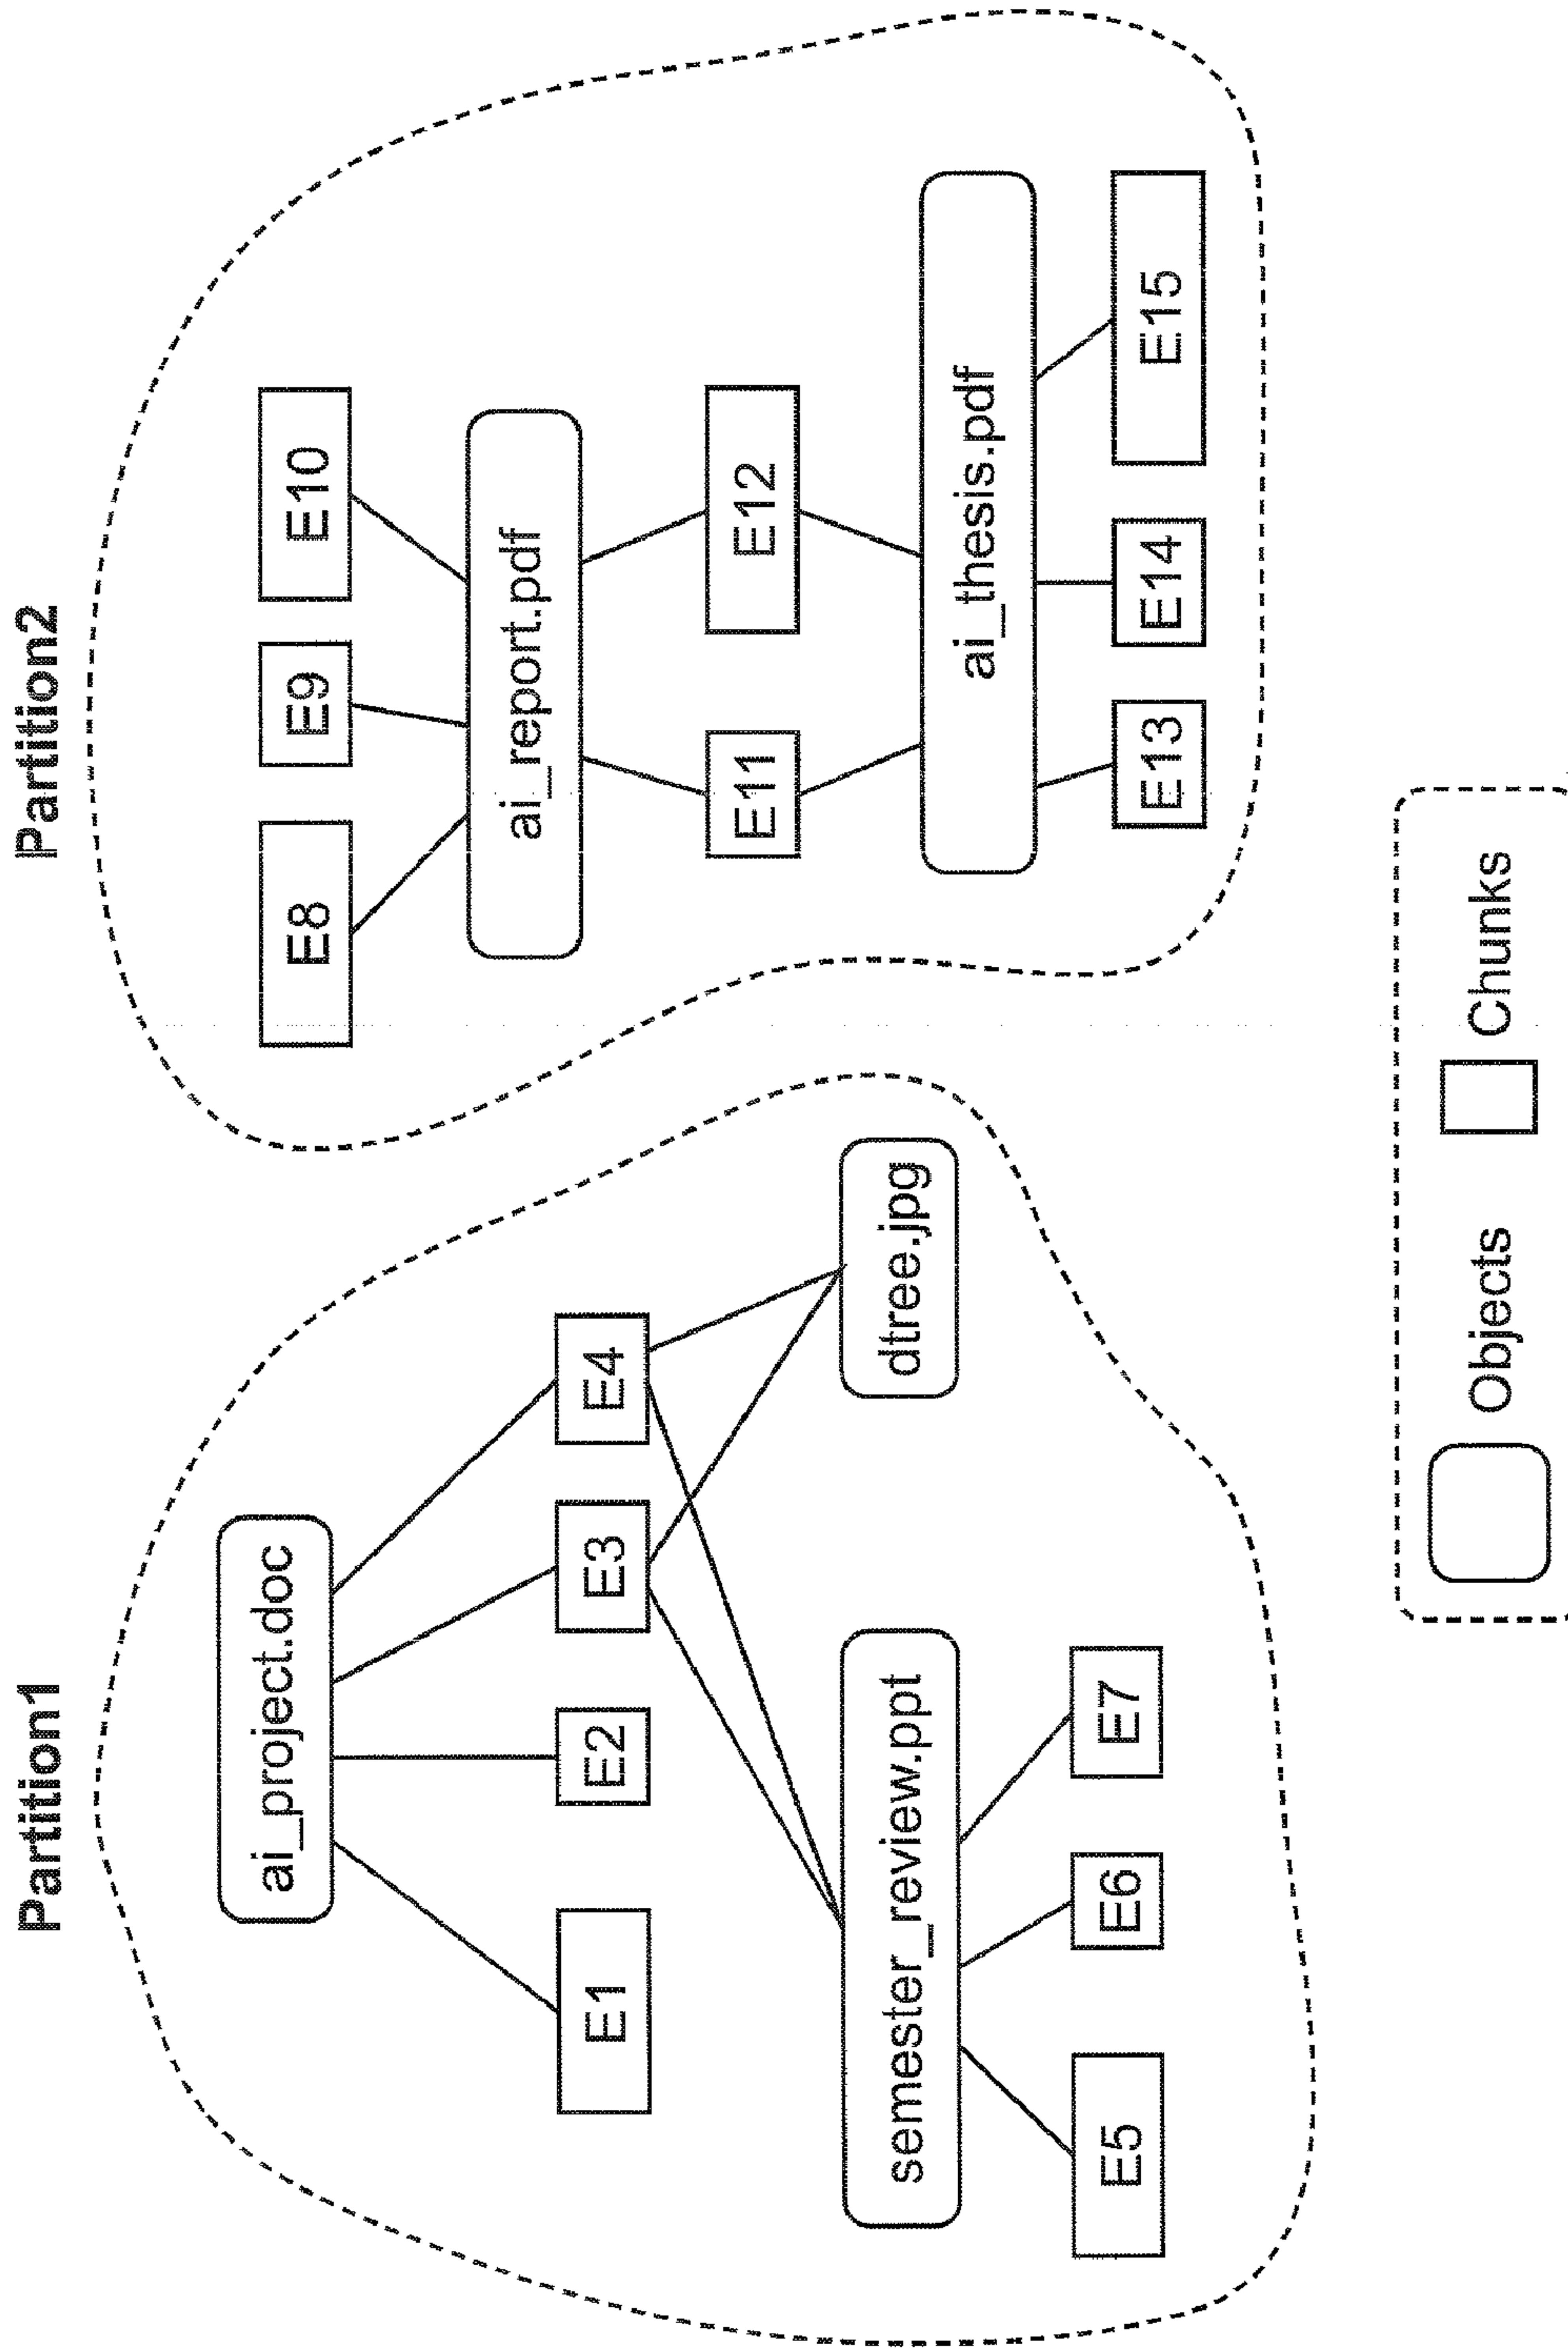 Partition1
ai_project.doc
E1
E2
E3
E4
semester_review.ppt
dtree.jpg
E5
E6
E7
Partition2
E8
E9
E10
ai_report.pdf
E11
E12
ai_thesis.pdf
E13
E14
E15
Objects
Chunks